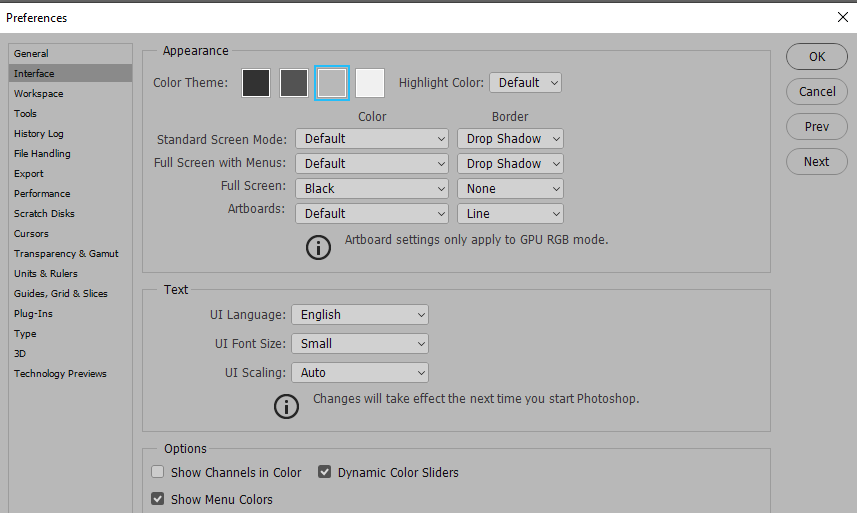 Preferences
General
Interface
Workspace
Tools
History Log
File Handling
Export
Performance
Scratch Disks
Cursors
Transparency & Gamut
Units & Rulers
Guides, Grid & Slices
Plug-Ins
Type
3D
Technology Previews
Appearance
Color Theme: Highlight Color: Default
Color Border
Standard Screen Mode: Default Drop Shadow
Full Screen with Menus: Default Drop Shadow
Full Screen: Black None
Artboards: Default Line
Artboard settings only apply to GPU RGB mode.
Text
UI Language: English
UI Font Size: Small
UI Scaling: Auto
Changes will take effect the next time you start Photoshop.
Options
Show Channels in Color Dynamic Color Sliders
Show Menu Colors
OK
Cancel
Prev
Next